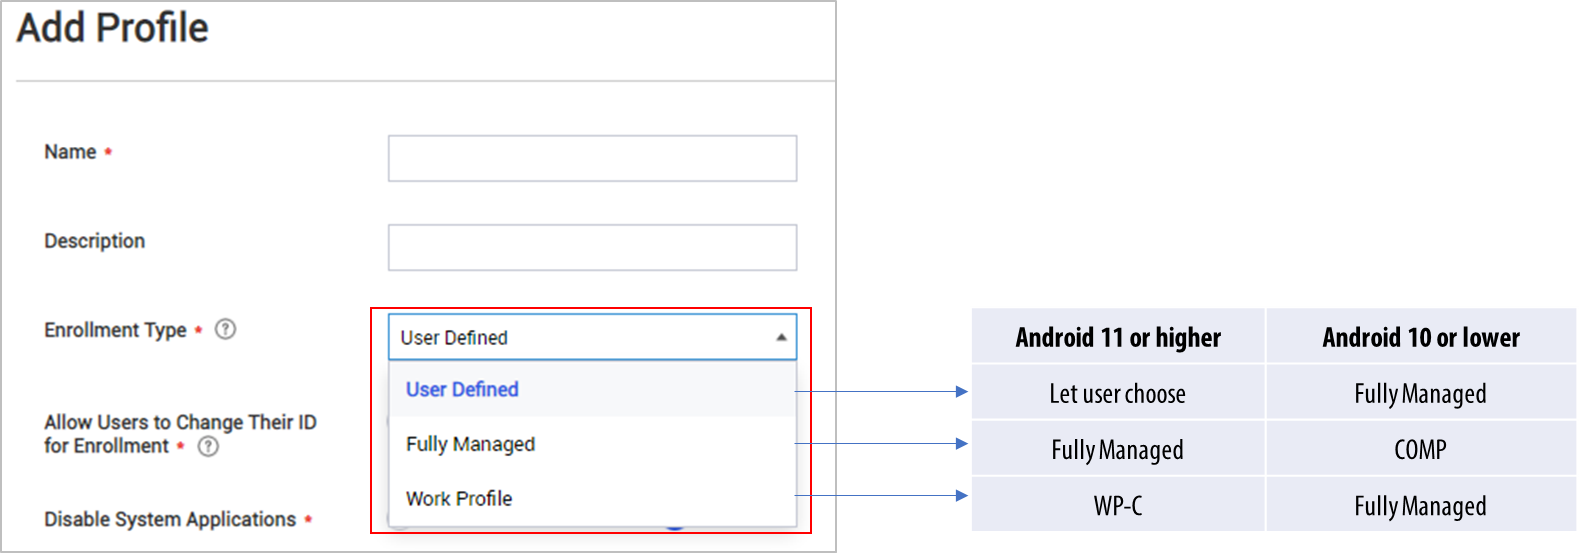 Add Profile
Name *
Description
Enrollment Type * ?
User Defined
User Defined
Fully Managed
Work Profile
Allow Users to Change Their ID
for Enrollment * ?
Disable System Applications *
Android 11 or higher Android 10 or lower
Let user choose Fully Managed
Fully Managed COMP
WP-C Fully Managed